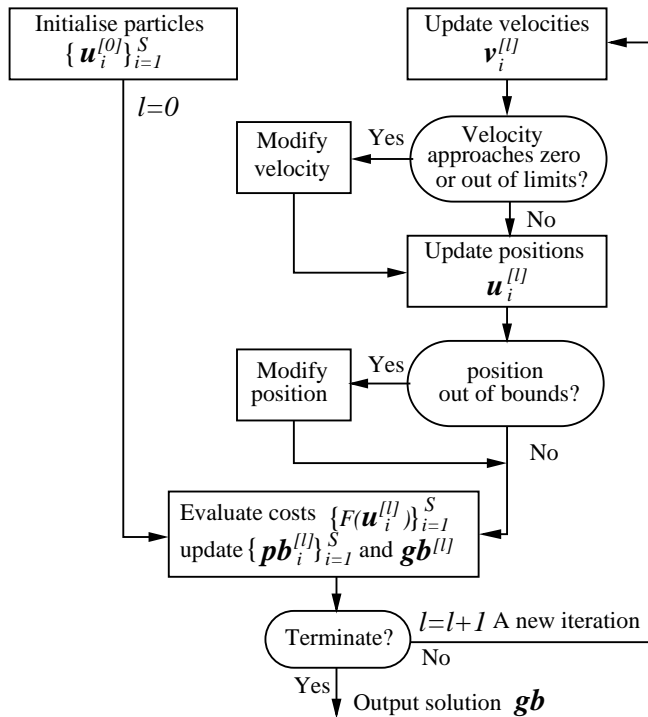 Initialise particles
{ u_i^[0] }_{i=1}^S
l=0
Update velocities
v_i^[l]
Velocity
approaches zero
or out of limits?
Yes
Modify
velocity
No
Update positions
u_i^[l]
position
out of bounds?
Yes
Modify
position
No
Evaluate costs {F(u_i^[l])}_{i=1}^S
update { pb_i^[l] }_{i=1}^S and gb^[l]
Terminate?
l=l+1 A new iteration
No
Yes
Output solution gb